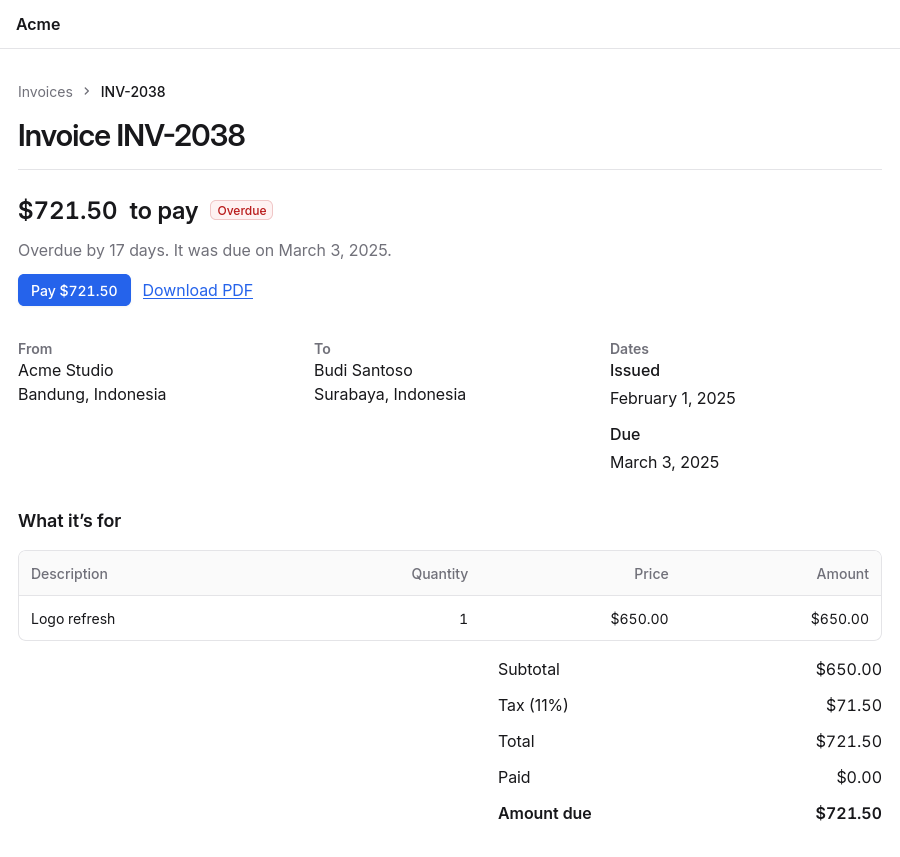 Acme
Invoices > INV-2038
Invoice INV-2038
$721.50 to pay Overdue
Overdue by 17 days. It was due on March 3, 2025.
Pay $721.50 Download PDF
From
Acme Studio
Bandung, Indonesia
To
Budi Santoso
Surabaya, Indonesia
Dates
Issued
February 1, 2025
Due
March 3, 2025
What it’s for
Description Quantity Price Amount
Logo refresh 1 $650.00 $650.00
Subtotal $650.00
Tax (11%) $71.50
Total $721.50
Paid $0.00
Amount due $721.50